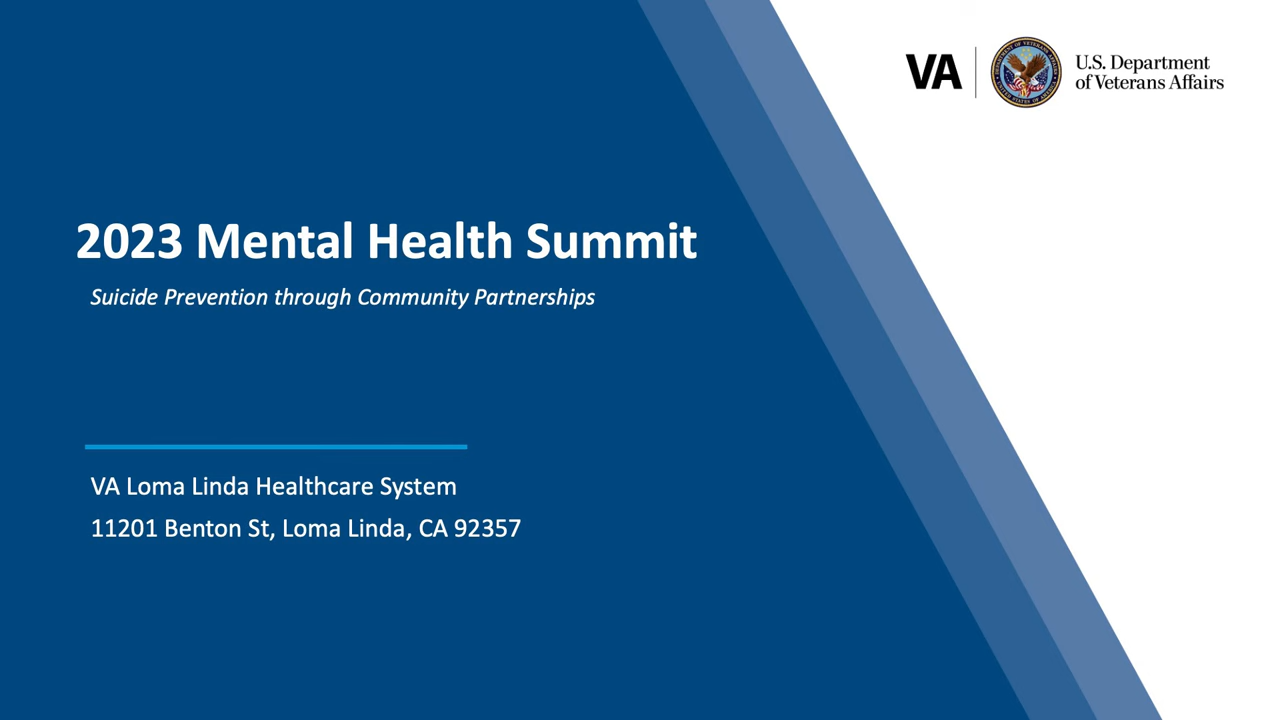 VA
U.S. Department
of Veterans Affairs
2023 Mental Health Summit
Suicide Prevention through Community Partnerships
VA Loma Linda Healthcare System
11201 Benton St, Loma Linda, CA 92357